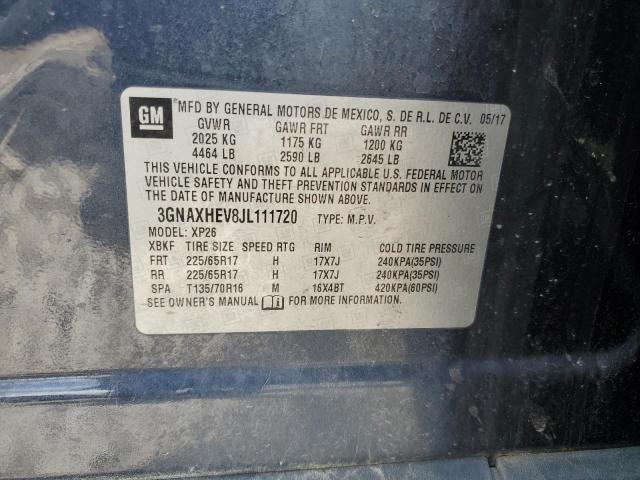 GM ® MFD BY GENERAL MOTORS DE MEXICO, S. DE R.L. DE C.V. 05/17
GVWR GAWR FRT GAWR RR
2025 KG 1175 KG 1200 KG
4464 LB 2590 LB 2645 LB
THIS VEHICLE CONFORMS TO ALL APPLICABLE U.S. FEDERAL MOTOR
VEHICLE SAFETY AND THEFT PREVENTION STANDARDS IN EFFECT ON
THE DATE OF MANUFACTURE SHOWN ABOVE.
3GNAXHEV8JL111720 TYPE: M.P.V.
MODEL: XP26
XBKF TIRE SIZE SPEED RTG RIM COLD TIRE PRESSURE
FRT 225/65R17 H 17X7J 240KPA(35PSI)
RR 225/65R17 H 17X7J 240KPA(35PSI)
SPA T135/70R16 M 16X4BT 420KPA(60PSI)
SEE OWNER'S MANUAL FOR MORE INFORMATION.